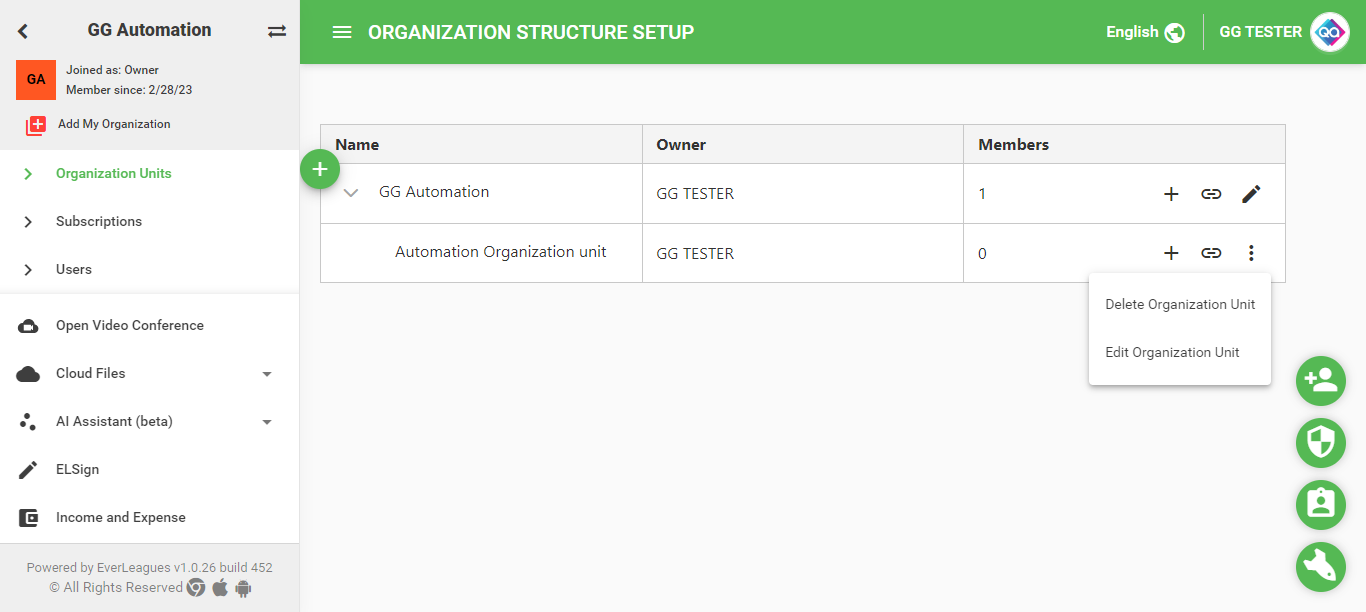 GG Automation
GA
Joined as: Owner
Member since: 2/28/23
Add My Organization
Organization Units
Subscriptions
Users
Open Video Conference
Cloud Files
AI Assistant (beta)
ELSign
Income and Expense
Powered by EverLeagues v1.0.26 build 452
© All Rights Reserved
ORGANIZATION STRUCTURE SETUP
English
GG TESTER
Name Owner Members
GG Automation GG TESTER 1
Automation Organization unit GG TESTER 0
Delete Organization Unit
Edit Organization Unit